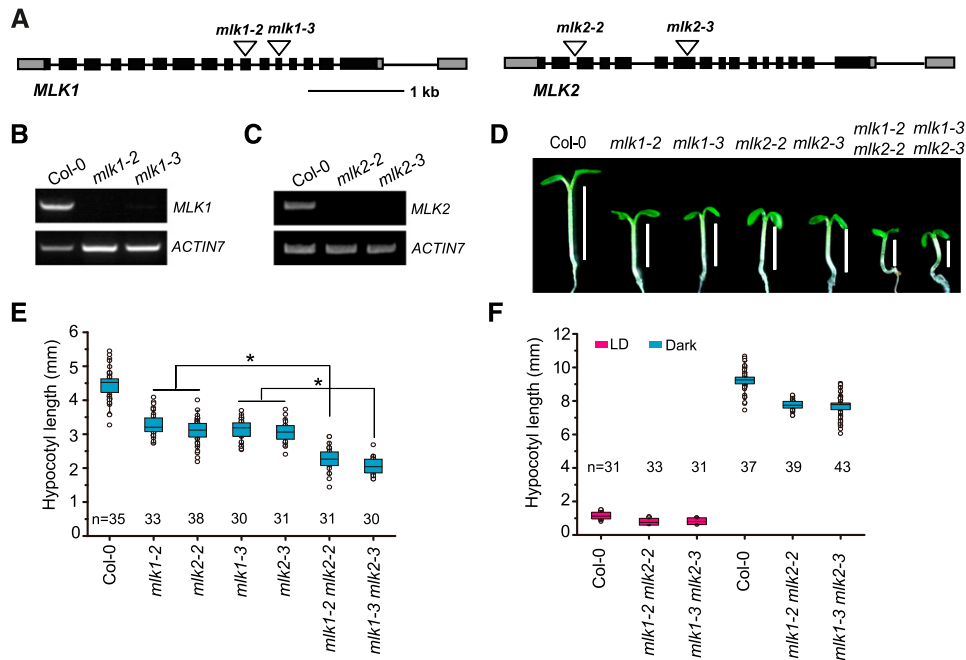 A
mlk1-2 mlk1-3
mlk2-2 mlk2-3
MLK1
1 kb
MLK2
B
Col-0 mlk1-2 mlk1-3
MLK1
ACTIN7
C
Col-0 mlk2-2 mlk2-3
MLK2
ACTIN7
D
Col-0 mlk1-2 mlk1-3 mlk2-2 mlk2-3 mlk1-2 mlk1-3
mlk2-2 mlk2-3
E
Hypocotyl length (mm)
6
5
4
3
2
1
0
* *
n=35 33 38 30 31 31 30
Col-0
mlk1-2
mlk2-2
mlk1-3
mlk2-3
mlk1-2 mlk2-2
mlk1-3 mlk2-3
F
Hypocotyl length (mm)
12
10
8
6
4
2
0
LD Dark
n=31 33 31 37 39 43
Col-0
mlk1-2 mlk2-2
mlk1-3 mlk2-3
Col-0
mlk1-2 mlk2-2
mlk1-3 mlk2-3